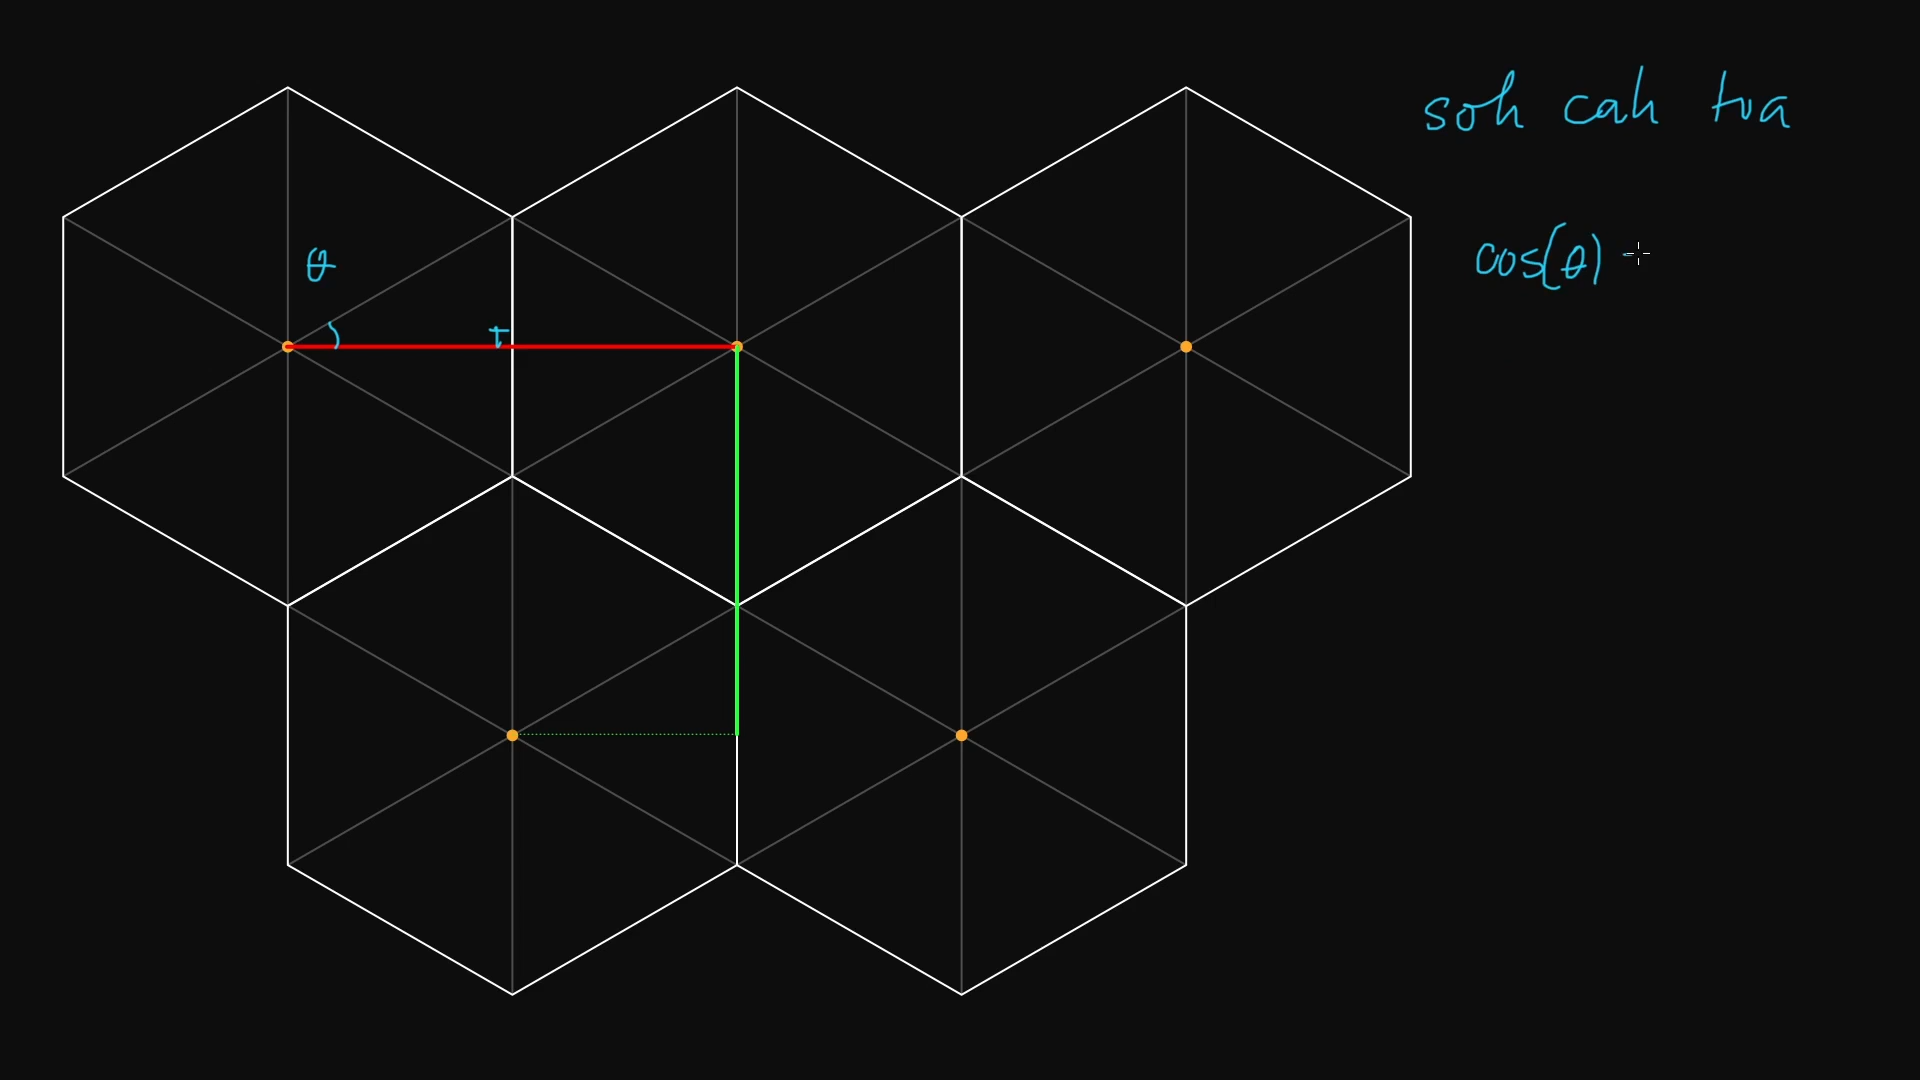 soh cah toa
θ
cos(θ) -